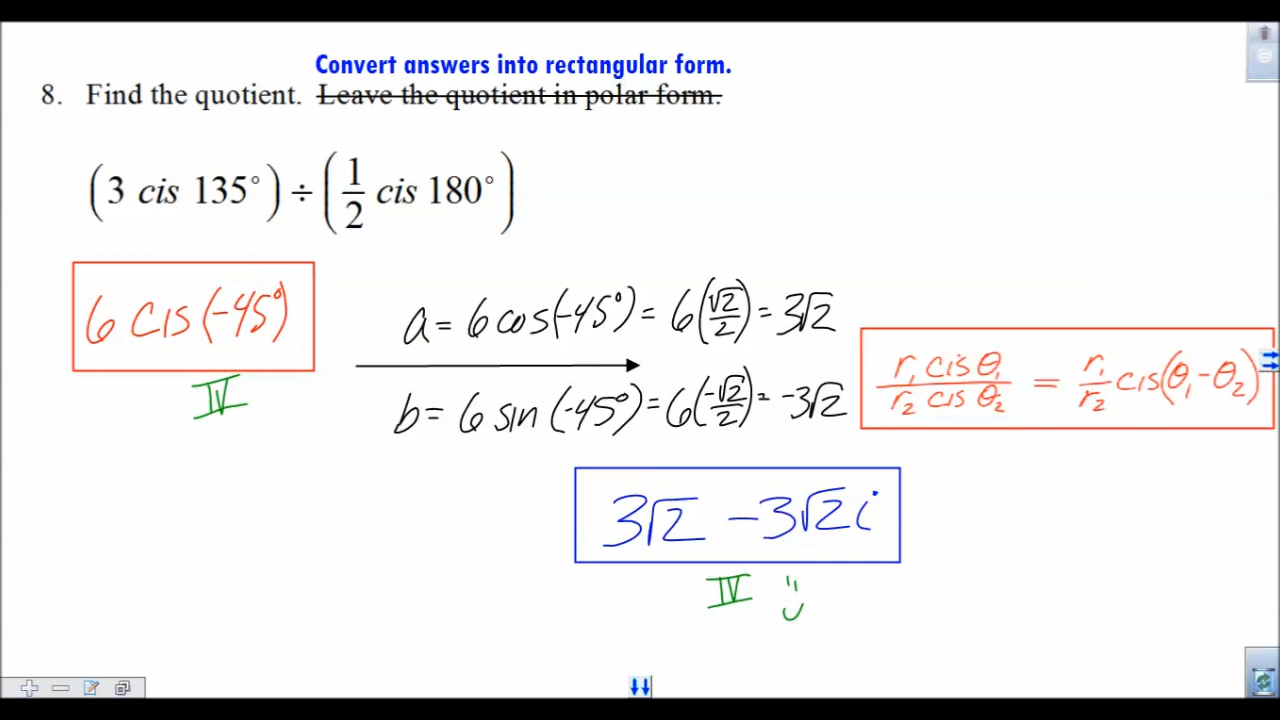 Convert answers into rectangular form.
8. Find the quotient. Leave the quotient in polar form.
(3 cis 135°) ÷ (1/2 cis 180°)
6 cis (-45°)
IV
a = 6 cos(-45°) = 6(√2/2) = 3√2
b = 6 sin (-45°) = 6(-√2/2) = -3√2
r₁ cis θ₁ / r₂ cis θ₂ = r₁/r₂ cis(θ₁ - θ₂)
3√2 - 3√2 i
IV